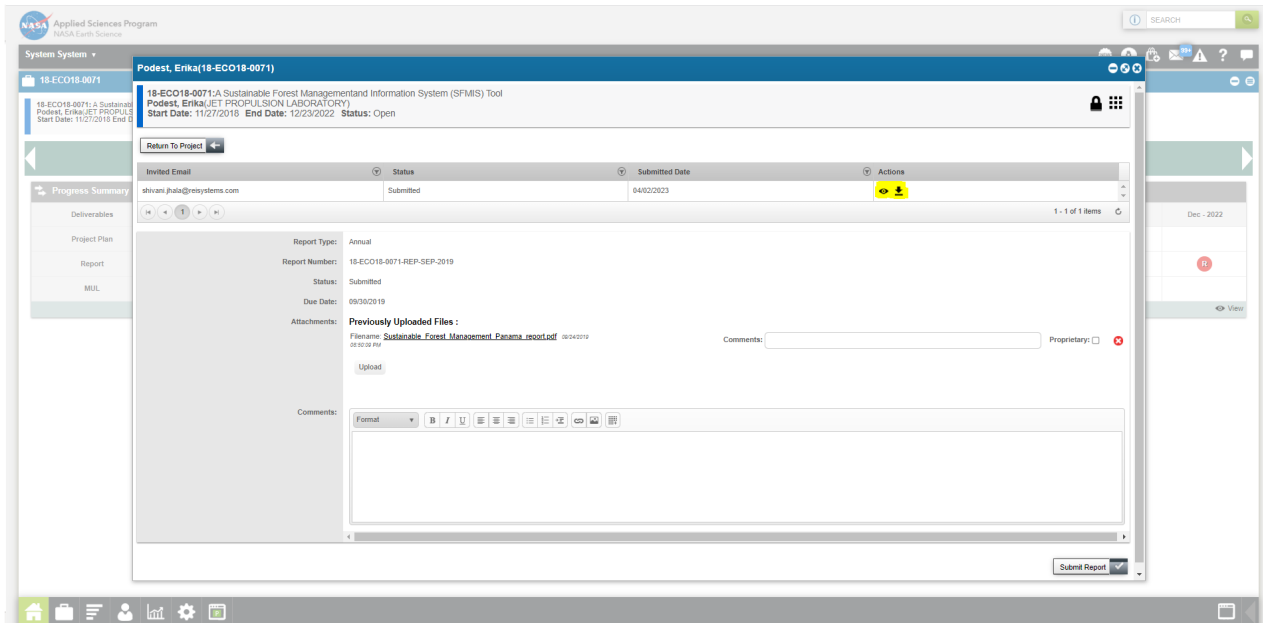 NASA Applied Sciences Program
NASA Earth Science
SEARCH
System System
99+
?
18-ECO18-0071
18-ECO18-0071: A Sustainab
Podest, Erika(JET PROPULS
Start Date: 11/27/2018 End D
Podest, Erika(18-ECO18-0071)
18-ECO18-0071:A Sustainable Forest Managementand Information System (SFMIS) Tool
Podest, Erika(JET PROPULSION LABORATORY)
Start Date: 11/27/2018 End Date: 12/23/2022 Status: Open
Return To Project
Invited Email Status Submitted Date Actions
shivani.jhala@reisystems.com Submitted 04/02/2023
1
1 - 1 of 1 items
Progress Summary
Deliverables Dec - 2022
Project Plan
Report R
MUL
View
Report Type: Annual
Report Number: 18-ECO18-0071-REP-SEP-2019
Status: Submitted
Due Date: 09/30/2019
Attachments: Previously Uploaded Files :
Filename: Sustainable_Forest_Management_Panama_report.pdf 09/24/2019
Comments: Proprietary:
Upload
Comments:
Format B I U
Submit Report